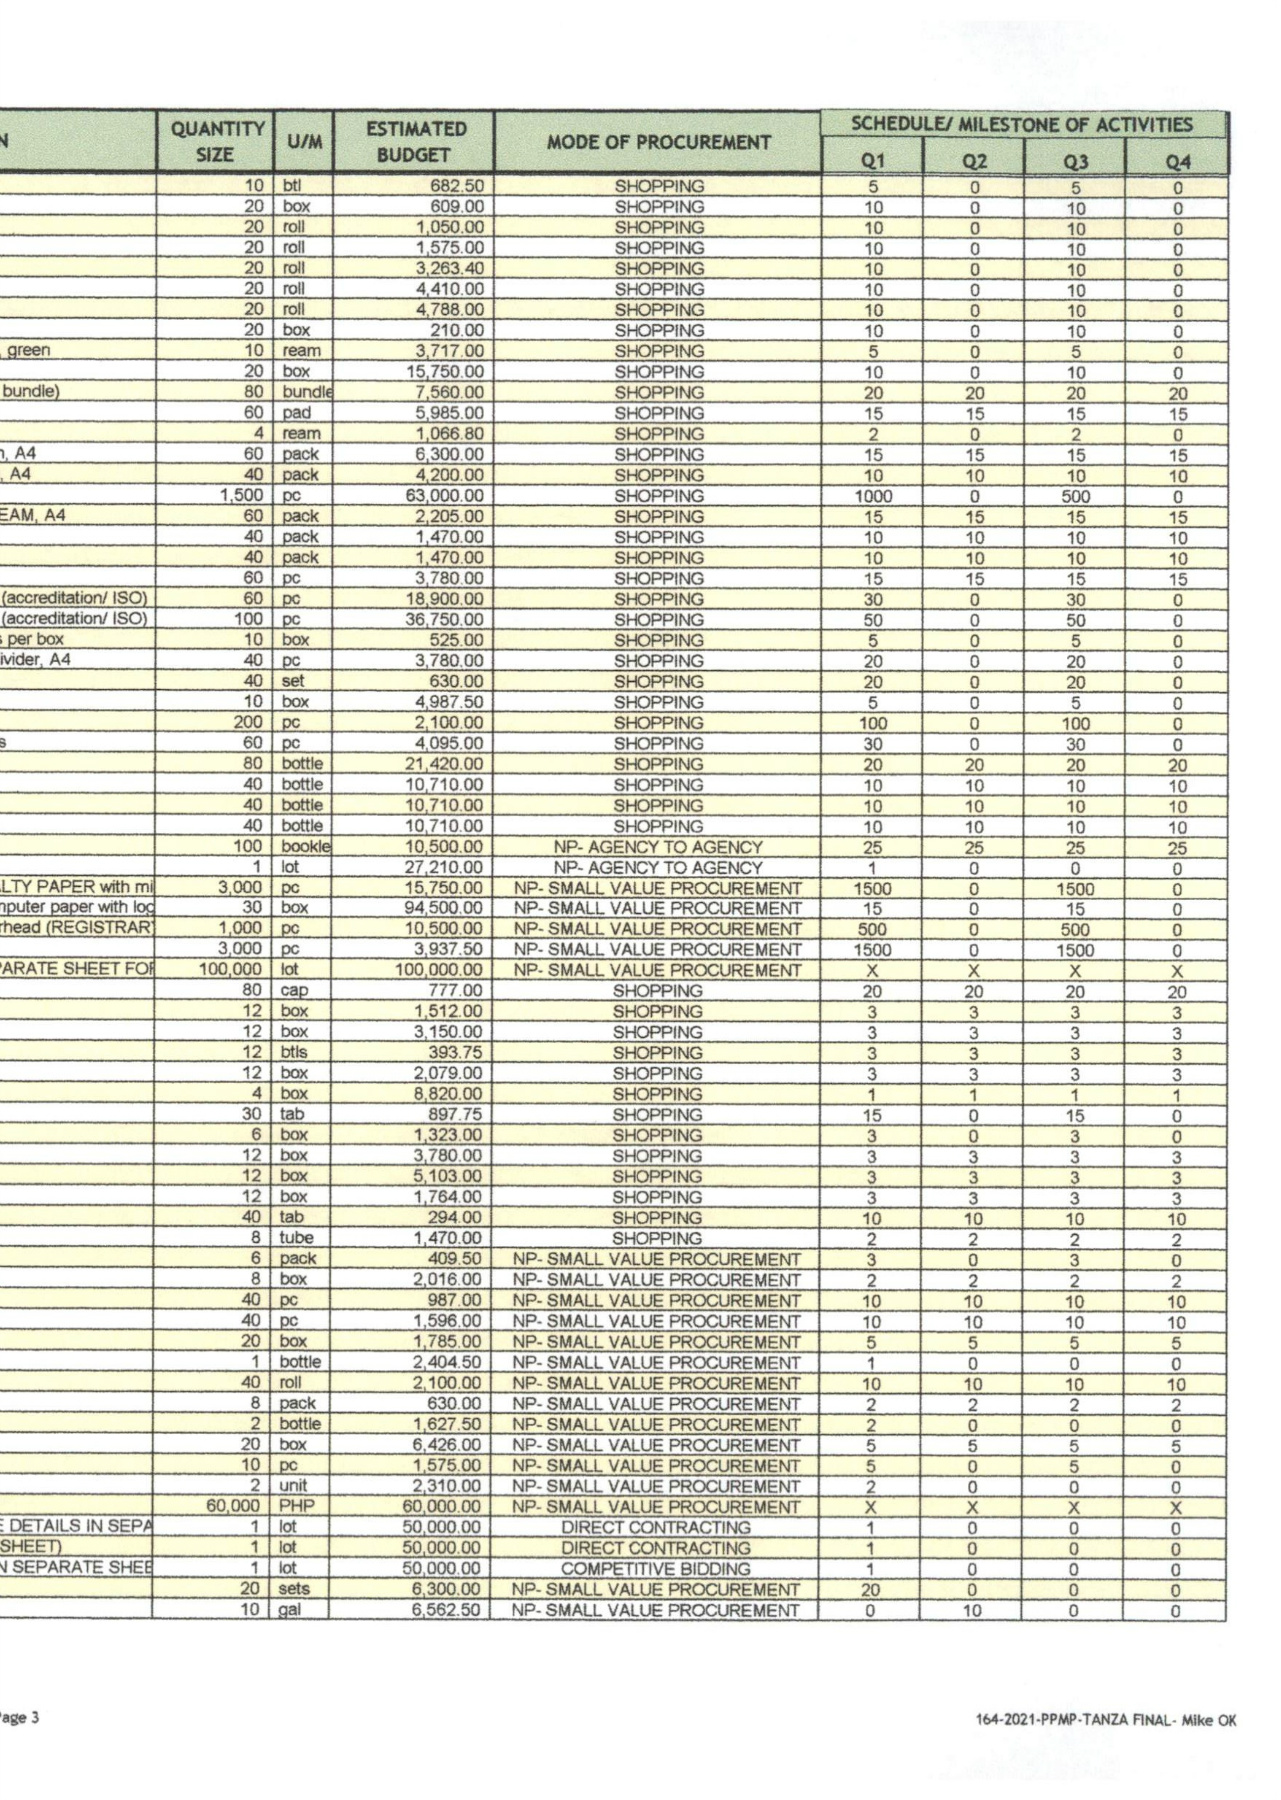 N QUANTITY SIZE U/M ESTIMATED BUDGET MODE OF PROCUREMENT SCHEDULE/ MILESTONE OF ACTIVITIES
Q1 Q2 Q3 Q4
10 btl 682.50 SHOPPING 5 0 5 0
20 box 609.00 SHOPPING 10 0 10 0
20 roll 1,050.00 SHOPPING 10 0 10 0
20 roll 1,575.00 SHOPPING 10 0 10 0
20 roll 3,263.40 SHOPPING 10 0 10 0
20 roll 4,410.00 SHOPPING 10 0 10 0
20 roll 4,788.00 SHOPPING 10 0 10 0
20 box 210.00 SHOPPING 10 0 10 0
, green 10 ream 3,717.00 SHOPPING 5 0 5 0
20 box 15,750.00 SHOPPING 10 0 10 0
bundle) 80 bundle 7,560.00 SHOPPING 20 20 20 20
60 pad 5,985.00 SHOPPING 15 15 15 15
4 ream 1,066.80 SHOPPING 2 0 2 0
n, A4 60 pack 6,300.00 SHOPPING 15 15 15 15
, A4 40 pack 4,200.00 SHOPPING 10 10 10 10
1,500 pc 63,000.00 SHOPPING 1000 0 500 0
EAM, A4 60 pack 2,205.00 SHOPPING 15 15 15 15
40 pack 1,470.00 SHOPPING 10 10 10 10
40 pack 1,470.00 SHOPPING 10 10 10 10
60 pc 3,780.00 SHOPPING 15 15 15 15
(accreditation/ ISO) 60 pc 18,900.00 SHOPPING 30 0 30 0
(accreditation/ ISO) 100 pc 36,750.00 SHOPPING 50 0 50 0
s per box 10 box 525.00 SHOPPING 5 0 5 0
ivider, A4 40 pc 3,780.00 SHOPPING 20 0 20 0
40 set 630.00 SHOPPING 20 0 20 0
10 box 4,987.50 SHOPPING 5 0 5 0
200 pc 2,100.00 SHOPPING 100 0 100 0
s 60 pc 4,095.00 SHOPPING 30 0 30 0
80 bottle 21,420.00 SHOPPING 20 20 20 20
40 bottle 10,710.00 SHOPPING 10 10 10 10
40 bottle 10,710.00 SHOPPING 10 10 10 10
40 bottle 10,710.00 SHOPPING 10 10 10 10
100 bookle 10,500.00 NP- AGENCY TO AGENCY 25 25 25 25
1 lot 27,210.00 NP- AGENCY TO AGENCY 1 0 0 0
LTY PAPER with mi 3,000 pc 15,750.00 NP- SMALL VALUE PROCUREMENT 1500 0 1500 0
mputer paper with log 30 box 94,500.00 NP- SMALL VALUE PROCUREMENT 15 0 15 0
rhead (REGISTRAR 1,000 pc 10,500.00 NP- SMALL VALUE PROCUREMENT 500 0 500 0
3,000 pc 3,937.50 NP- SMALL VALUE PROCUREMENT 1500 0 1500 0
PARATE SHEET FOR 100,000 lot 100,000.00 NP- SMALL VALUE PROCUREMENT X X X X
80 cap 777.00 SHOPPING 20 20 20 20
12 box 1,512.00 SHOPPING 3 3 3 3
12 box 3,150.00 SHOPPING 3 3 3 3
12 btls 393.75 SHOPPING 3 3 3 3
12 box 2,079.00 SHOPPING 3 3 3 3
4 box 8,820.00 SHOPPING 1 1 1 1
30 tab 897.75 SHOPPING 15 0 15 0
6 box 1,323.00 SHOPPING 3 0 3 0
12 box 3,780.00 SHOPPING 3 3 3 3
12 box 5,103.00 SHOPPING 3 3 3 3
12 box 1,764.00 SHOPPING 3 3 3 3
40 tab 294.00 SHOPPING 10 10 10 10
8 tube 1,470.00 SHOPPING 2 2 2 2
6 pack 409.50 NP- SMALL VALUE PROCUREMENT 3 0 3 0
8 box 2,016.00 NP- SMALL VALUE PROCUREMENT 2 2 2 2
40 pc 987.00 NP- SMALL VALUE PROCUREMENT 10 10 10 10
40 pc 1,596.00 NP- SMALL VALUE PROCUREMENT 10 10 10 10
20 box 1,785.00 NP- SMALL VALUE PROCUREMENT 5 5 5 5
1 bottle 2,404.50 NP- SMALL VALUE PROCUREMENT 1 0 0 0
40 roll 2,100.00 NP- SMALL VALUE PROCUREMENT 10 10 10 10
8 pack 630.00 NP- SMALL VALUE PROCUREMENT 2 2 2 2
2 bottle 1,627.50 NP- SMALL VALUE PROCUREMENT 2 0 0 0
20 box 6,426.00 NP- SMALL VALUE PROCUREMENT 5 5 5 5
10 pc 1,575.00 NP- SMALL VALUE PROCUREMENT 5 0 5 0
2 unit 2,310.00 NP- SMALL VALUE PROCUREMENT 2 0 0 0
60,000 PHP 60,000.00 NP- SMALL VALUE PROCUREMENT X X X X
E DETAILS IN SEPA 1 lot 50,000.00 DIRECT CONTRACTING 1 0 0 0
SHEET) 1 lot 50,000.00 DIRECT CONTRACTING 1 0 0 0
N SEPARATE SHEE 1 lot 50,000.00 COMPETITIVE BIDDING 1 0 0 0
20 sets 6,300.00 NP- SMALL VALUE PROCUREMENT 20 0 0 0
10 gal 6,562.50 NP- SMALL VALUE PROCUREMENT 0 10 0 0
Page 3 164-2021-PPMP-TANZA FINAL- Mike OK